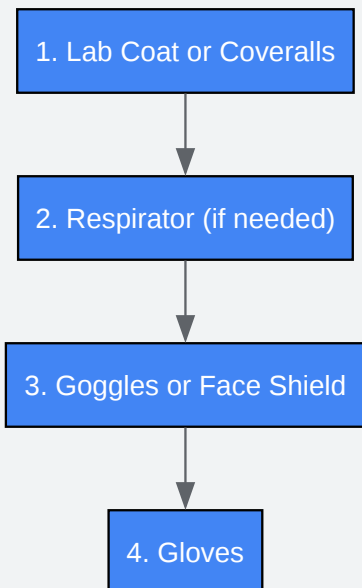 1. Lab Coat or Coveralls
2. Respirator (if needed)
3. Goggles or Face Shield
4. Gloves